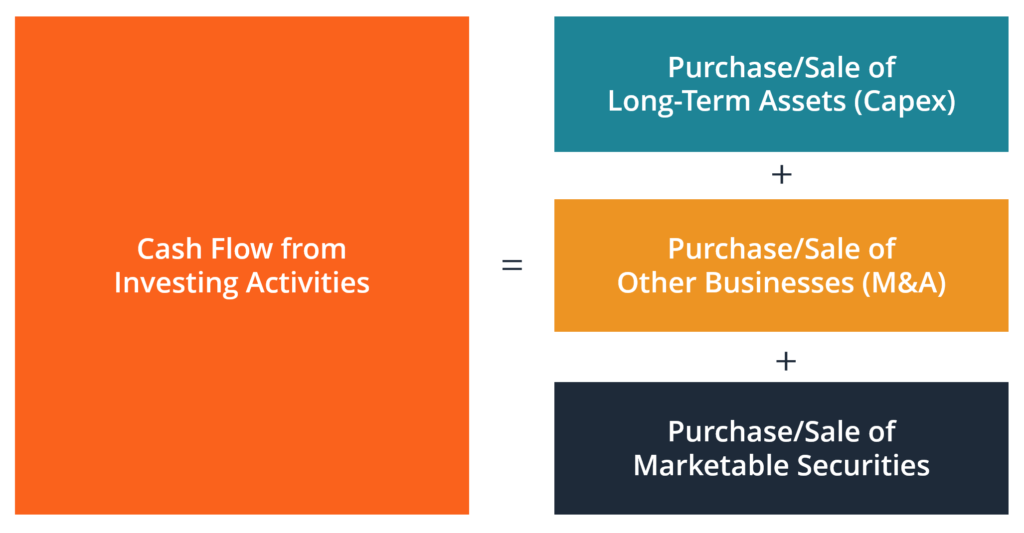 Cash Flow from
Investing Activities
=
Purchase/Sale of
Long-Term Assets (Capex)
+
Purchase/Sale of
Other Businesses (M&A)
+
Purchase/Sale of
Marketable Securities